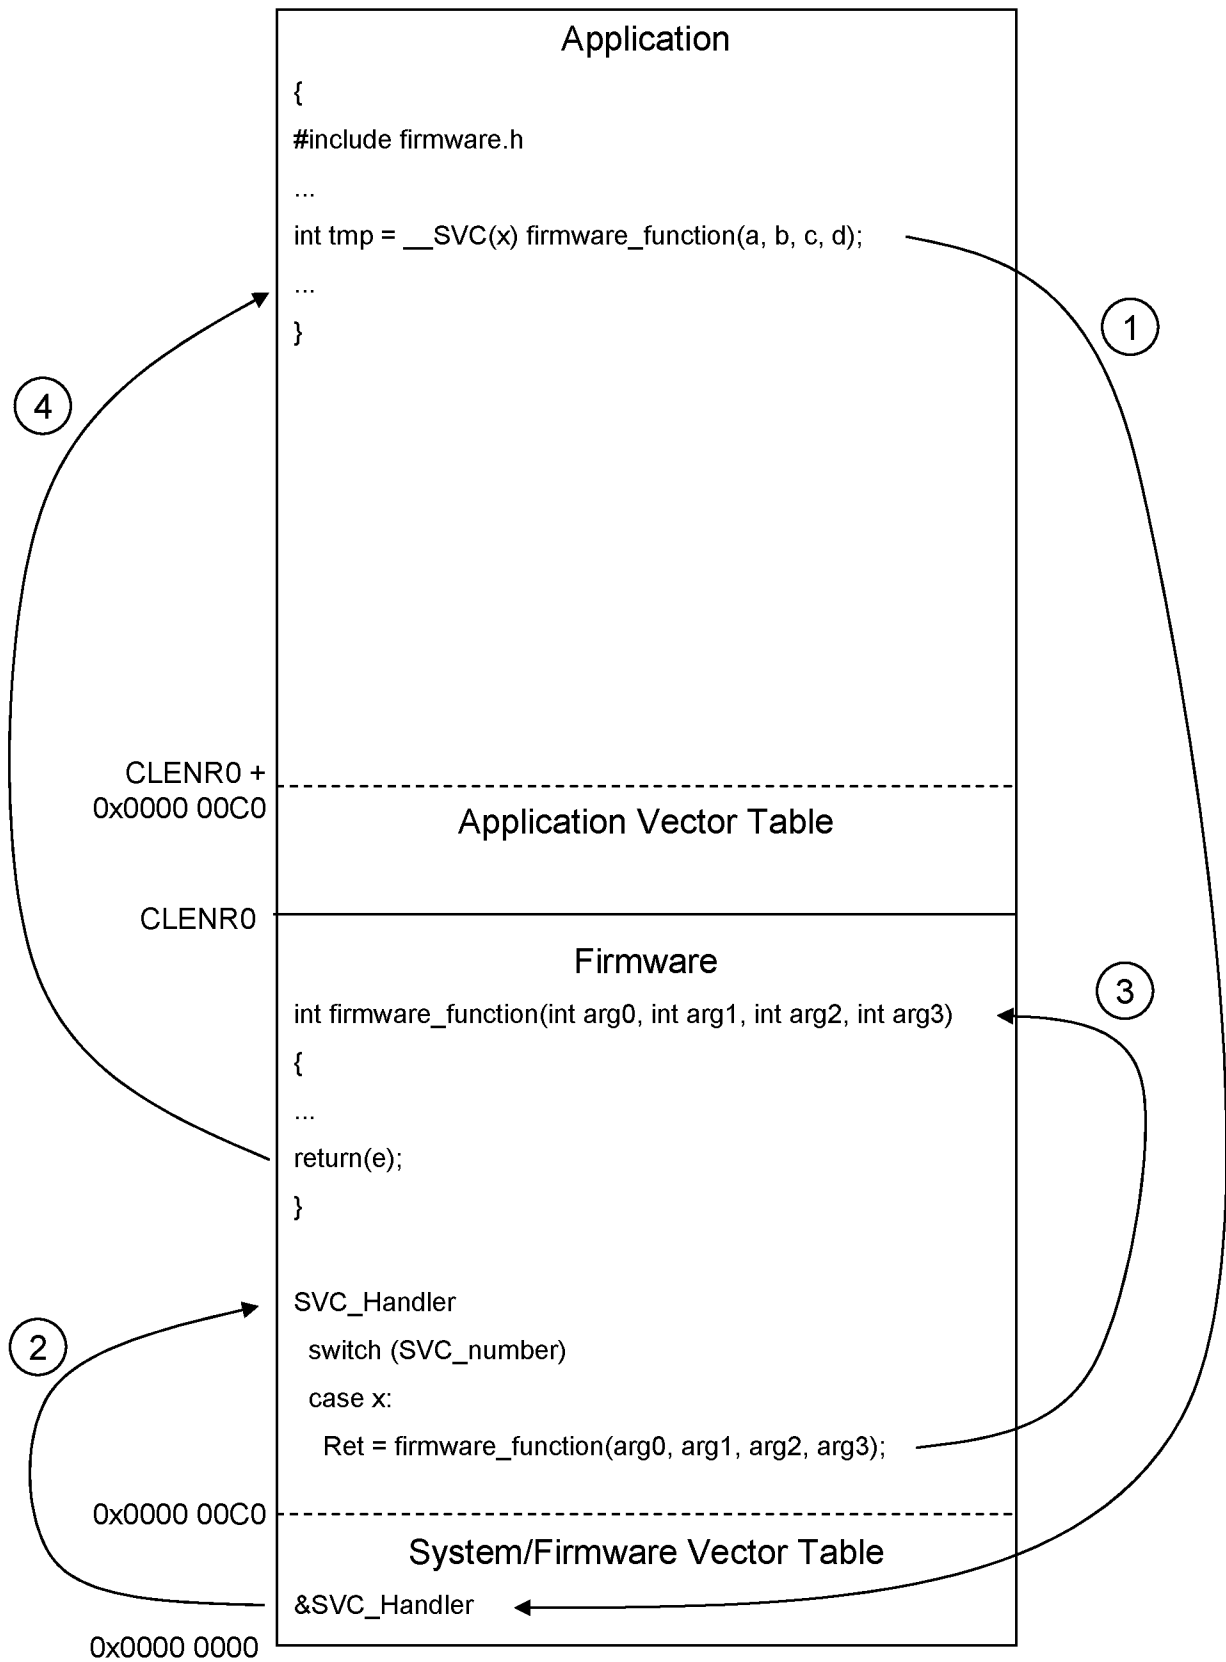 Application
{
#include firmware.h
...
int tmp = __SVC(x) firmware_function(a, b, c, d);
...
}
1
4
CLENR0 +
0x0000 00C0
Application Vector Table
CLENR0
Firmware
3
int firmware_function(int arg0, int arg1, int arg2, int arg3)
{
...
return(e);
}
SVC_Handler
2
switch (SVC_number)
case x:
Ret = firmware_function(arg0, arg1, arg2, arg3);
0x0000 00C0
System/Firmware Vector Table
&SVC_Handler
0x0000 0000